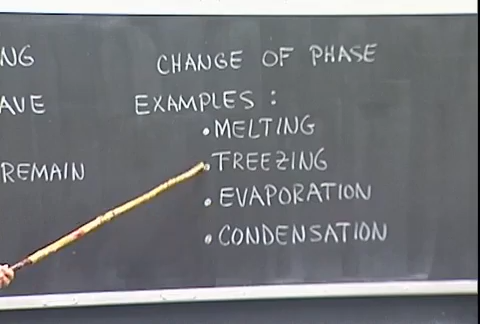 NG
AVE
REMAIN
CHANGE OF PHASE
EXAMPLES :
• MELTING
• FREEZING
• EVAPORATION
• CONDENSATION